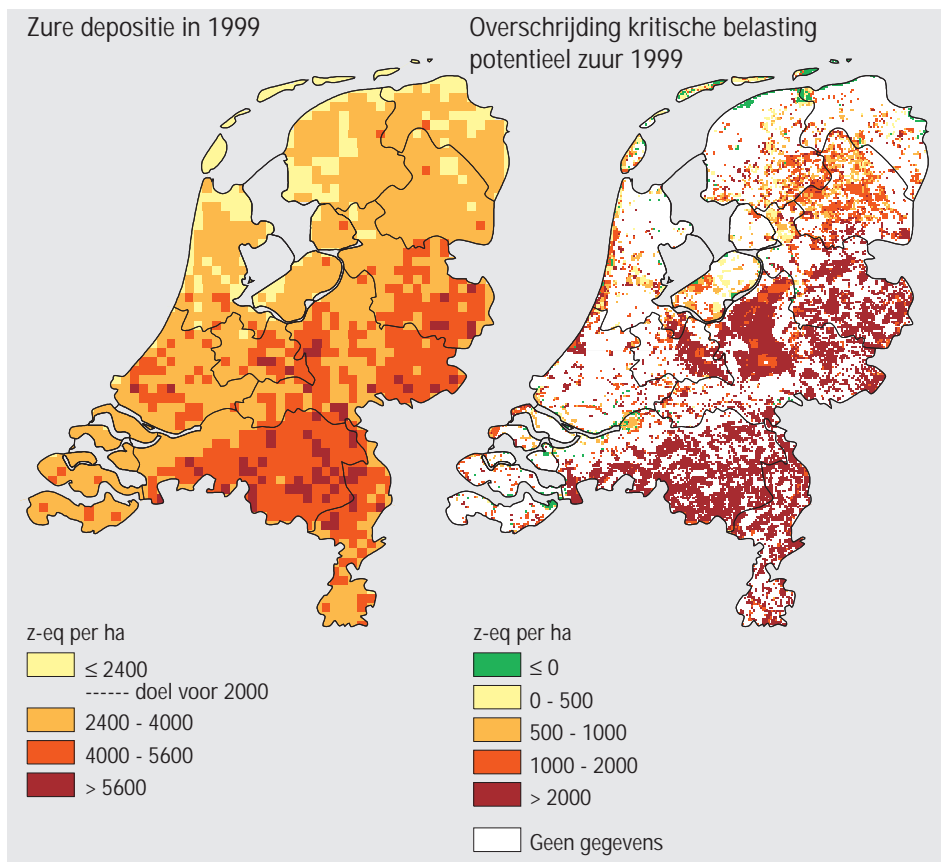 Zure depositie in 1999
Overschrijding kritische belasting
potentieel zuur 1999
z-eq per ha
≤ 2400
------ doel voor 2000
2400 - 4000
4000 - 5600
> 5600
z-eq per ha
≤ 0
0 - 500
500 - 1000
1000 - 2000
> 2000
Geen gegevens